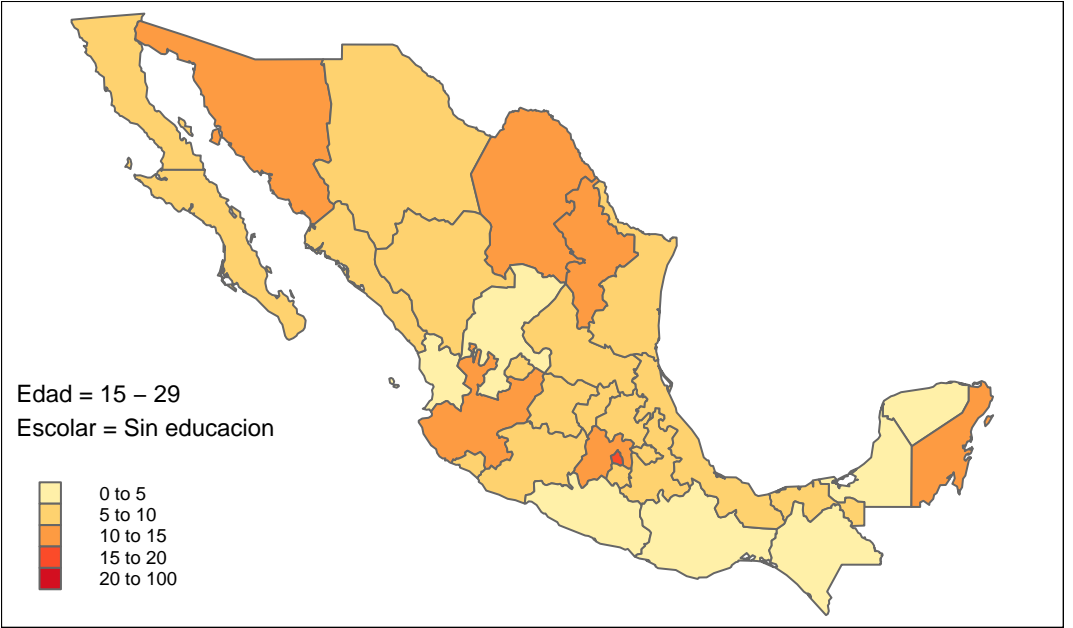 Edad = 15 − 29
Escolar = Sin educacion
0 to 5
5 to 10
10 to 15
15 to 20
20 to 100